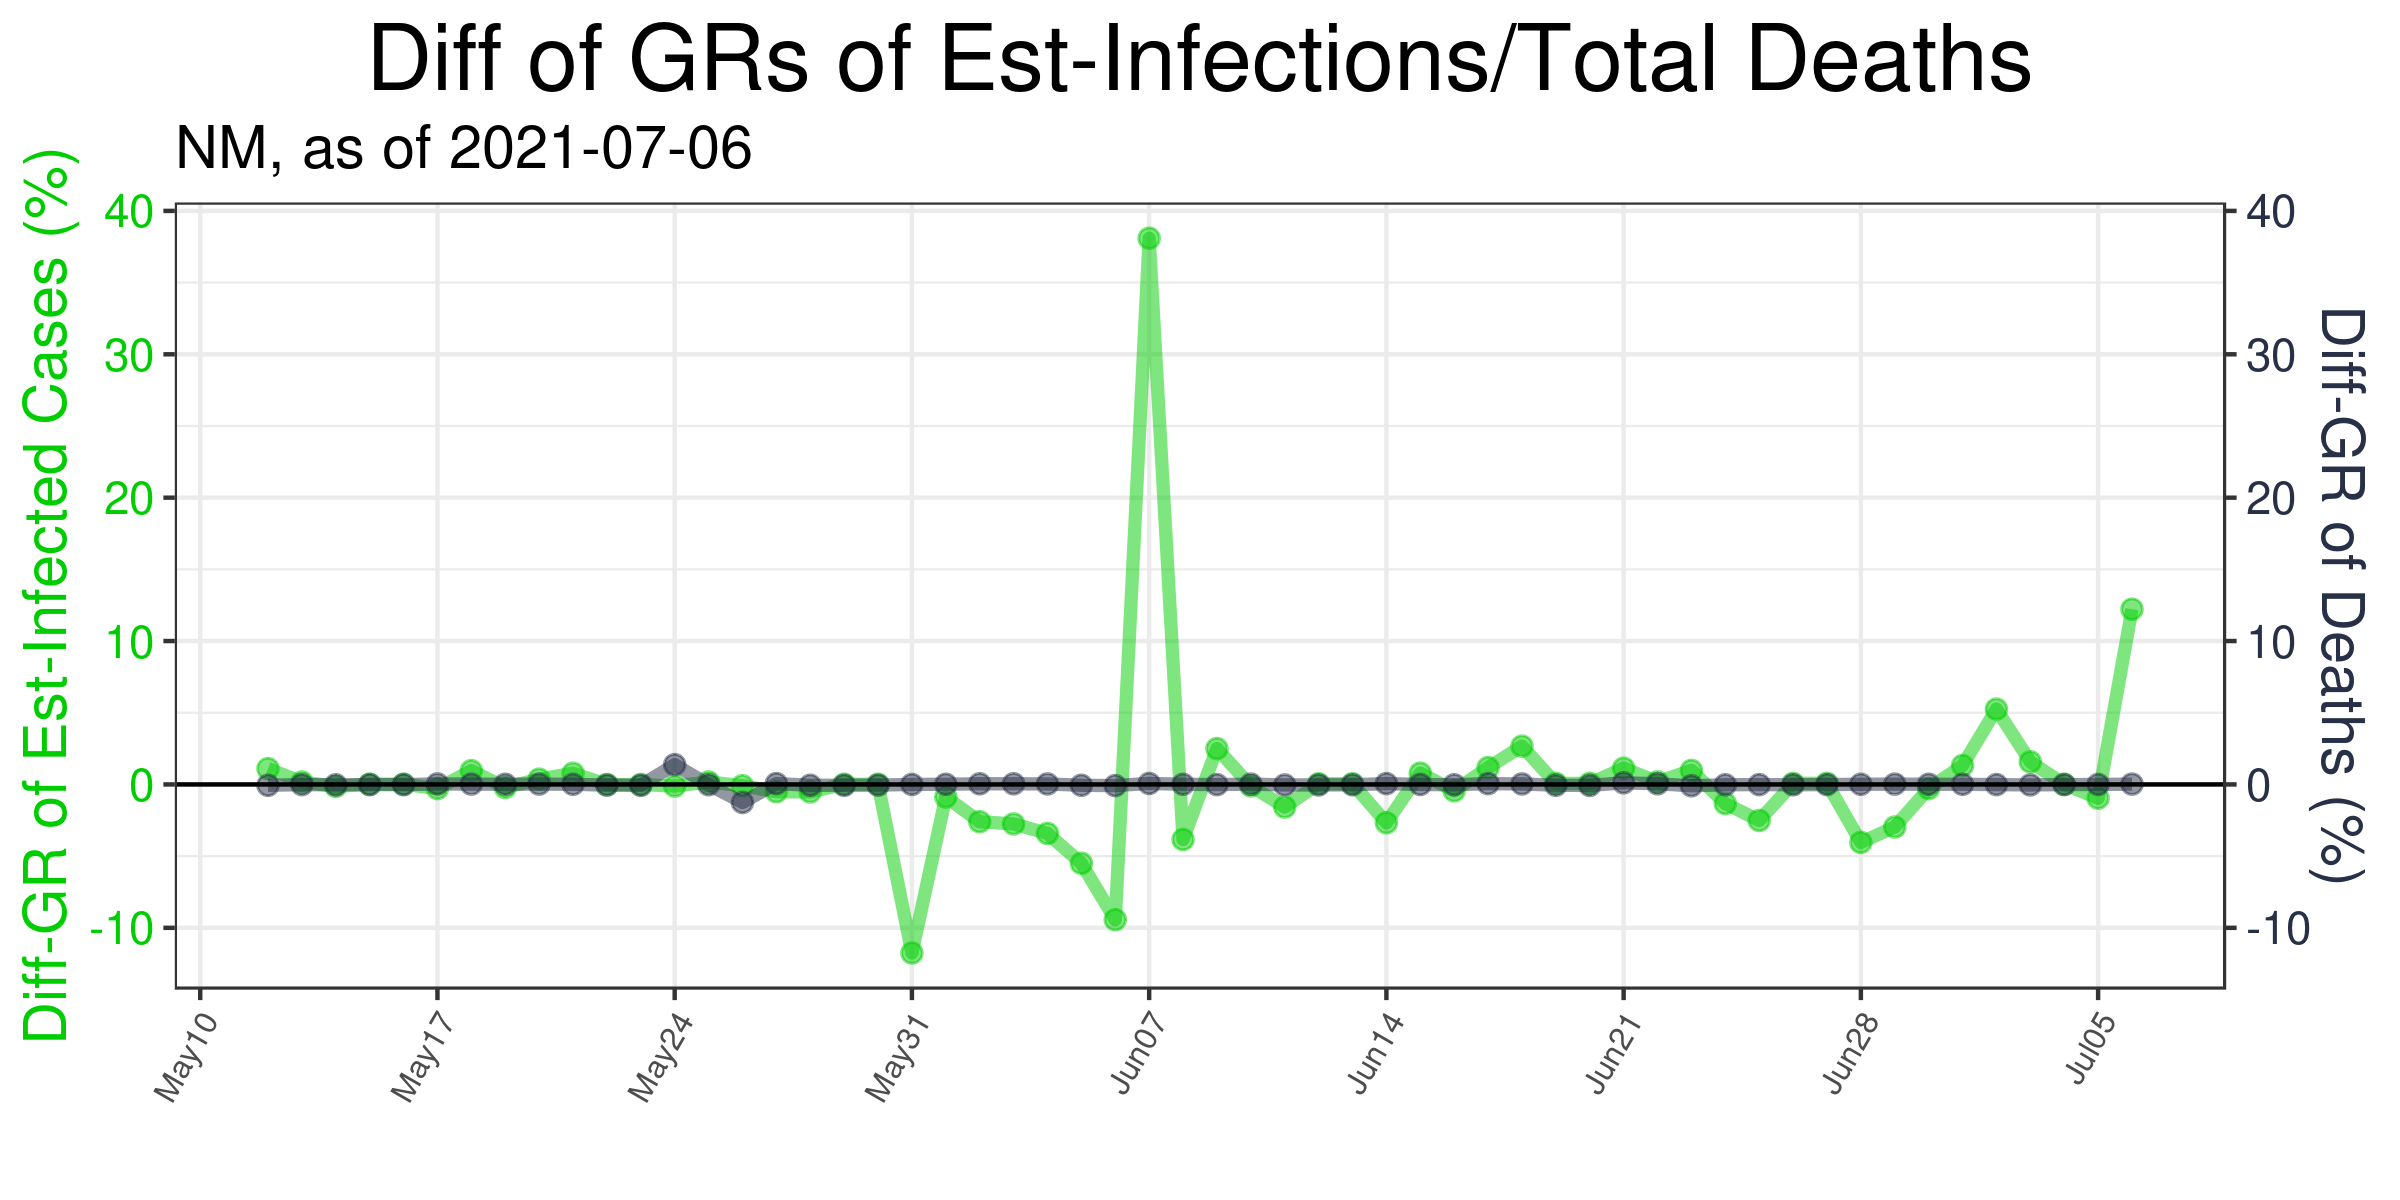 Diff of GRs of Est-Infections/Total Deaths
NM, as of 2021-07-06
Diff-GR of Est-Infected Cases (%)
40
30
20
10
0
-10
40
30
20
10
0
-10
Diff-GR of Deaths (%)
May10
May17
May24
May31
Jun07
Jun14
Jun21
Jun28
Jul05